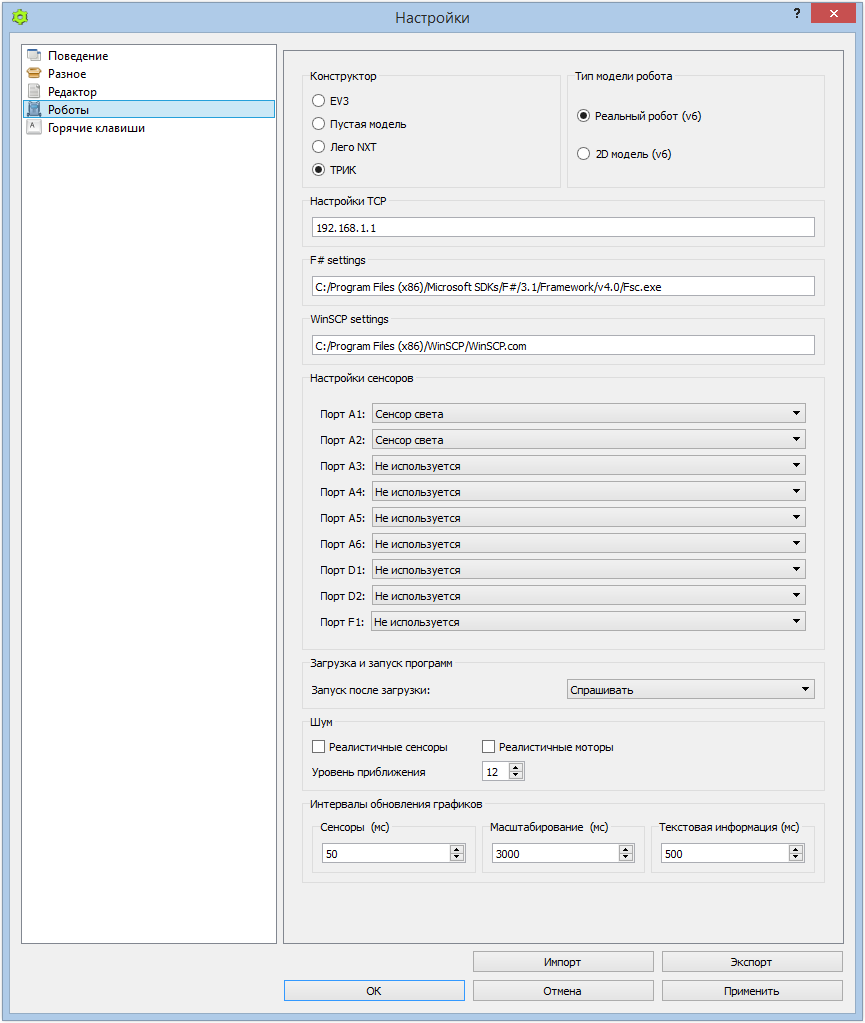 Настройки
?
Поведение
Разное
Редактор
Роботы
Горячие клавиши
Конструктор
EV3
Пустая модель
Лего NXT
ТРИК
Тип модели робота
Реальный робот (v6)
2D модель (v6)
Настройки TCP
192.168.1.1
F# settings
C:/Program Files (x86)/Microsoft SDKs/F#/3.1/Framework/v4.0/Fsc.exe
WinSCP settings
C:/Program Files (x86)/WinSCP/WinSCP.com
Настройки сенсоров
Порт A1: Сенсор света
Порт A2: Сенсор света
Порт A3: Не используется
Порт A4: Не используется
Порт A5: Не используется
Порт A6: Не используется
Порт D1: Не используется
Порт D2: Не используется
Порт F1: Не используется
Загрузка и запуск программ
Запуск после загрузки: Спрашивать
Шум
Реалистичные сенсоры Реалистичные моторы
Уровень приближения 12
Интервалы обновления графиков
Сенсоры (мс) Масштабирование (мс) Текстовая информация (мс)
50 3000 500
Импорт Экспорт
OK Отмена Применить